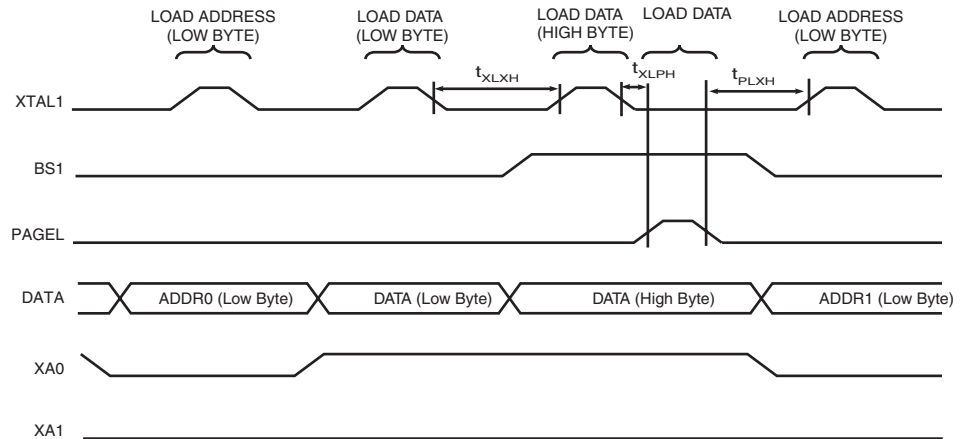 LOAD ADDRESS
(LOW BYTE)
LOAD DATA
(LOW BYTE)
LOAD DATA
(HIGH BYTE)
LOAD DATA
LOAD ADDRESS
(LOW BYTE)
tXLXH
tXLPH
tPLXH
XTAL1
BS1
PAGEL
DATA
ADDR0 (Low Byte)
DATA (Low Byte)
DATA (High Byte)
ADDR1 (Low Byte)
XA0
XA1